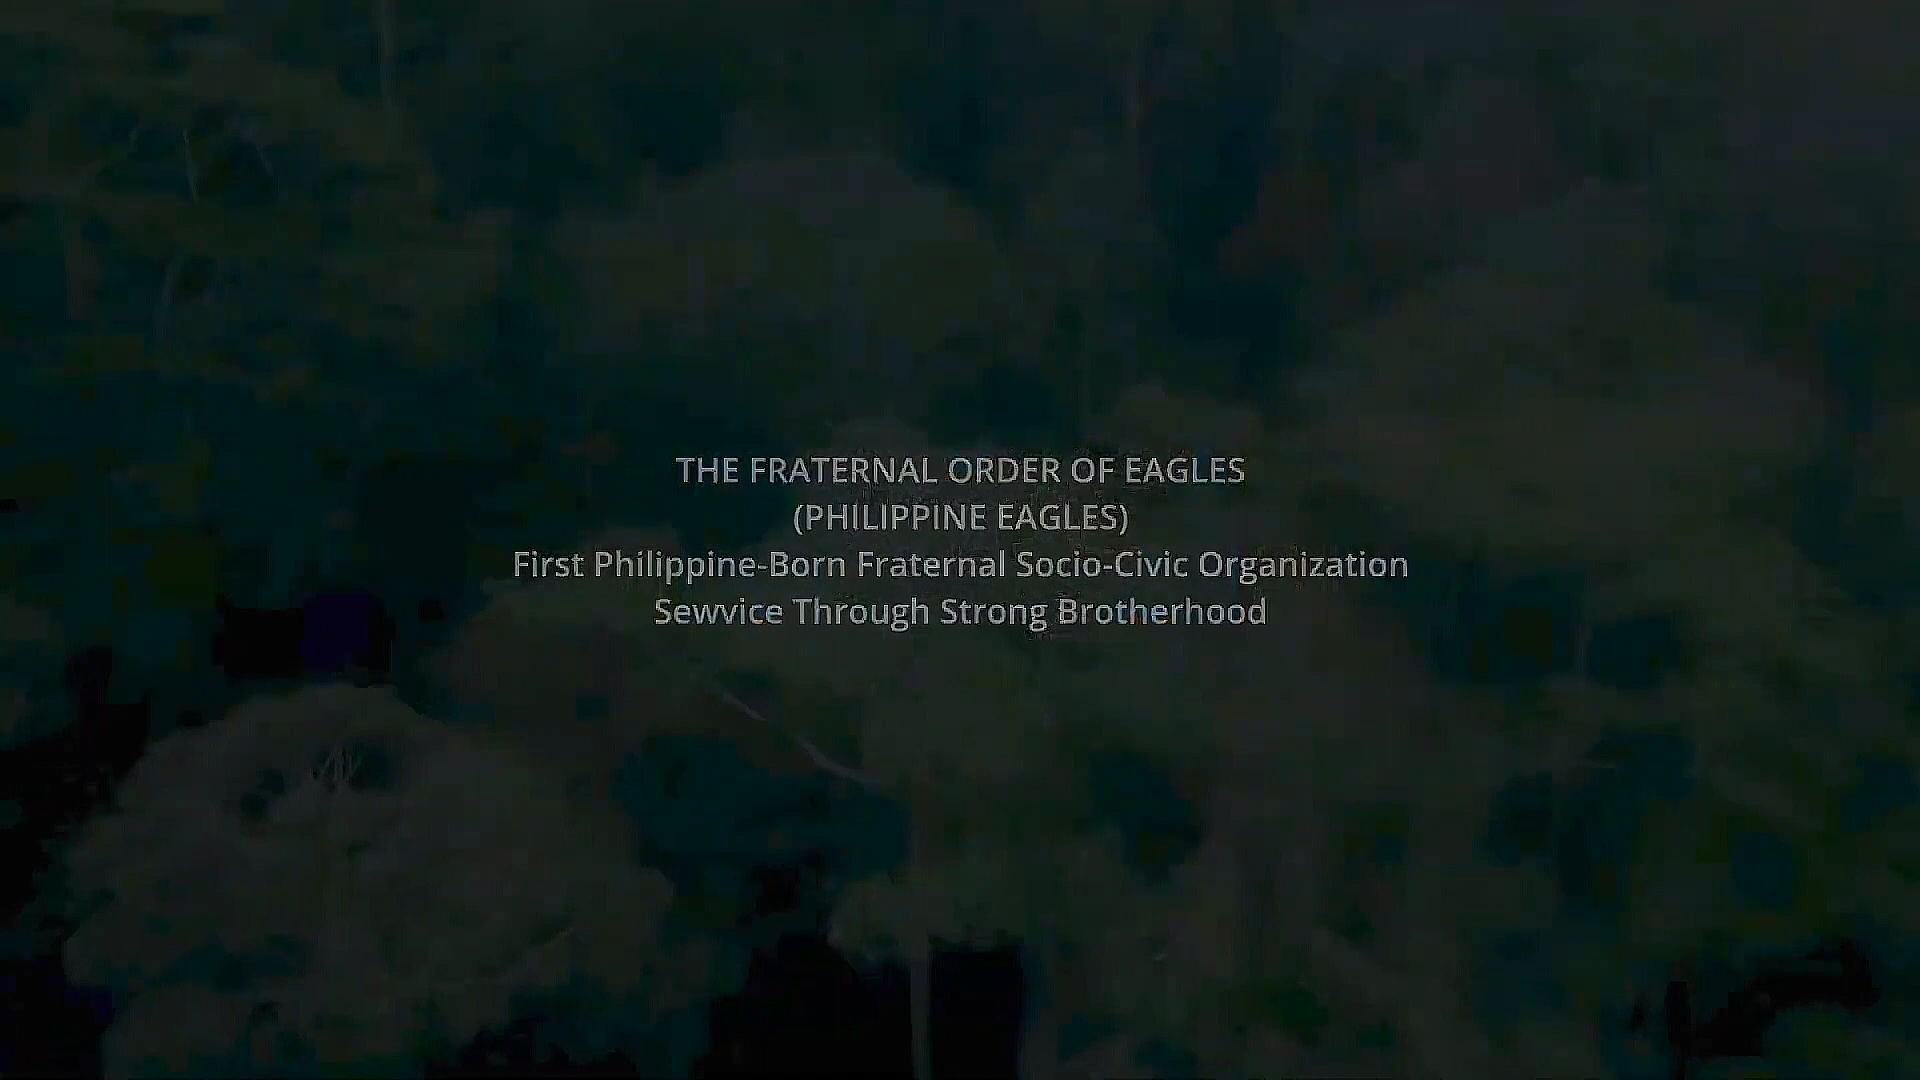 THE FRATERNAL ORDER OF EAGLES
(PHILIPPINE EAGLES)
First Philippine-Born Fraternal Socio-Civic Organization
Sewvice Through Strong Brotherhood